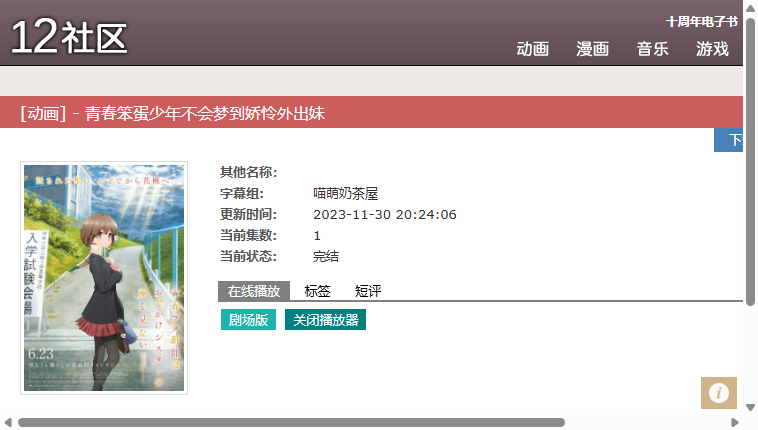 12社区
十周年电子书
动画 漫画 音乐 游戏
[动画] - 青春笨蛋少年不会梦到娇怜外出妹
下
其他名称：
字幕组： 喵萌奶茶屋
更新时间： 2023-11-30 20:24:06
当前集数： 1
当前状态： 完结
在线播放 标签 短评
剧场版 关闭播放器
入学試験会場
6.23